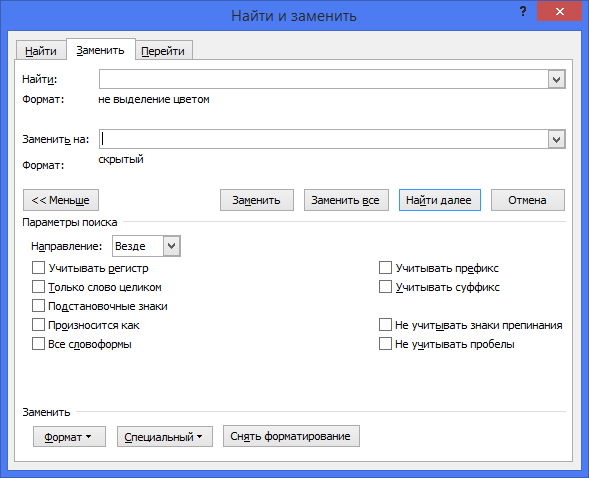 Найти и заменить
?
Найти Заменить Перейти
Найти:
Формат: не выделение цветом
Заменить на:
Формат: скрытый
<< Меньше Заменить Заменить все Найти далее Отмена
Параметры поиска
Направление: Везде
Учитывать регистр Учитывать префикс
Только слово целиком Учитывать суффикс
Подстановочные знаки
Произносится как Не учитывать знаки препинания
Все словоформы Не учитывать пробелы
Заменить
Формат Специальный Снять форматирование